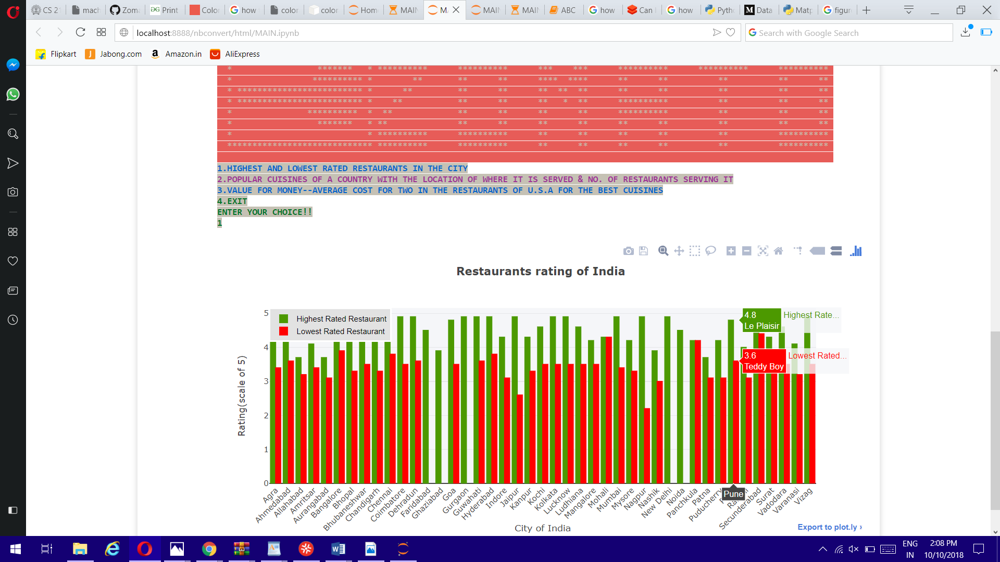 CS 2
mach
Zoma
Print
Color
how
color
color
Home
MAIN
MA
MAIN
MAIN
ABC
how
Can
how
Pytho
Data
Matp
figur
localhost:8888/nbconvert/html/MAIN.ipynb
Search with Google Search
Flipkart
Jabong.com
Amazon.in
AliExpress
1.HIGHEST AND LOWEST RATED RESTAURANTS IN THE CITY
2.POPULAR CUISINES OF A COUNTRY WITH THE LOCATION OF WHERE IT IS SERVED & NO. OF RESTAURANTS SERVING IT
3.VALUE FOR MONEY--AVERAGE COST FOR TWO IN THE RESTAURANTS OF U.S.A FOR THE BEST CUISINES
4.EXIT
ENTER YOUR CHOICE!!
1
Restaurants rating of India
Highest Rated Restaurant
Lowest Rated Restaurant
4.8
Le Plaisir
Highest Rate...
3.6
Teddy Boy
Lowest Rated...
5
4
3
2
1
0
Rating(scale of 5)
Agra
Ahmedabad
Allahabad
Amritsar
Aurangabad
Bangalore
Bhopal
Bhubaneshwar
Chandigarh
Chennai
Coimbatore
Dehradun
Faridabad
Ghaziabad
Goa
Gurgaon
Guwahati
Hyderabad
Indore
Jaipur
Kanpur
Kochi
Kolkata
Lucknow
Ludhiana
Mangalore
Mohali
Mumbai
Mysore
Nagpur
Nashik
New Delhi
Noida
Panchkula
Patna
Puducherry
Pune
Secunderabad
Surat
Vadodara
Varanasi
Vizag
City of India
Export to plot.ly »
ENG
IN
2:08 PM
10/10/2018